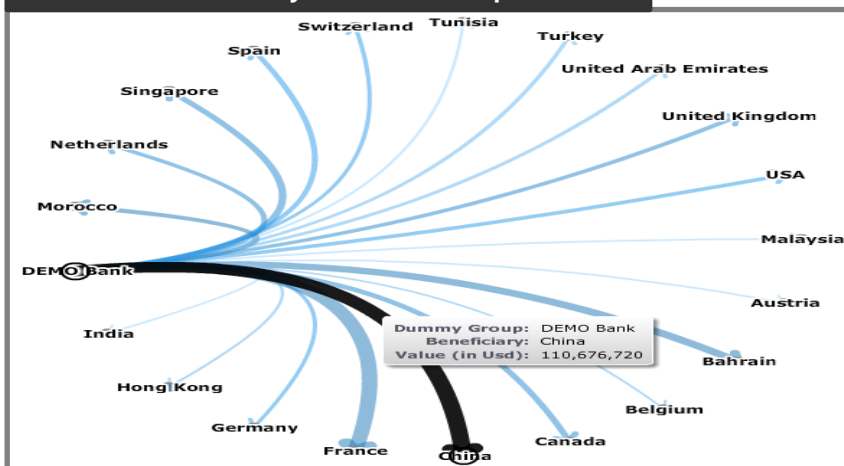 Switzerland
Tunisia
Turkey
Spain
United Arab Emirates
Singapore
United Kingdom
Netherlands
USA
Morocco
Malaysia
DEMO Bank
Austria
Dummy Group: DEMO Bank
Beneficiary: China
Value (in Usd): 110,676,720
India
Bahrain
Hong Kong
Belgium
Germany
Canada
France
China